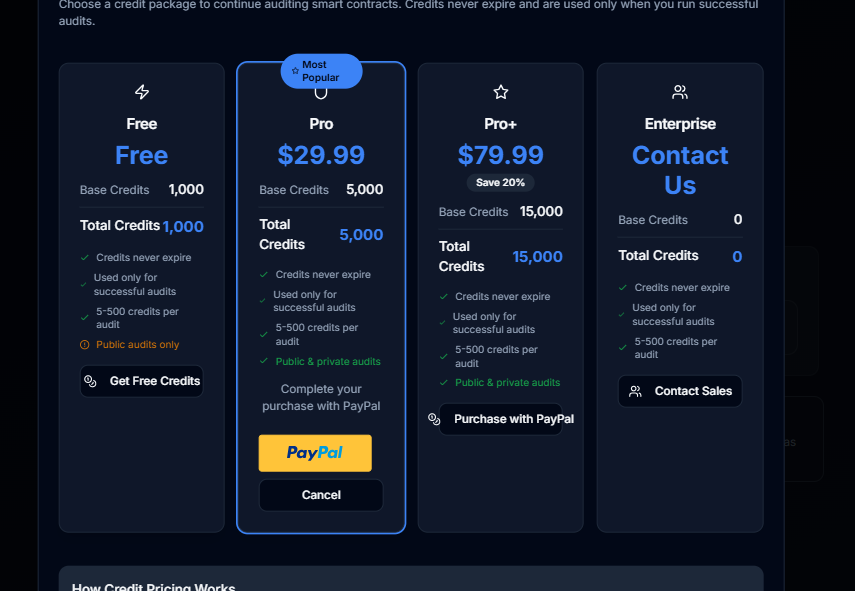 Choose a credit package to continue auditing smart contracts. Credits never expire and are used only when you run successful
audits.
Most
Popular
Free
Free
Base Credits 1,000
Total Credits 1,000
Credits never expire
Used only for
successful audits
5-500 credits per
audit
Public audits only
Get Free Credits
Pro
$29.99
Base Credits 5,000
Total
Credits 5,000
Credits never expire
Used only for
successful audits
5-500 credits per
audit
Public & private audits
Complete your
purchase with PayPal
PayPal
Cancel
Pro+
$79.99
Save 20%
Base Credits 15,000
Total
Credits 15,000
Credits never expire
Used only for
successful audits
5-500 credits per
audit
Public & private audits
Purchase with PayPal
Enterprise
Contact
Us
Base Credits 0
Total Credits 0
Credits never expire
Used only for
successful audits
5-500 credits per
audit
Contact Sales
as
How Credit Pricing Works